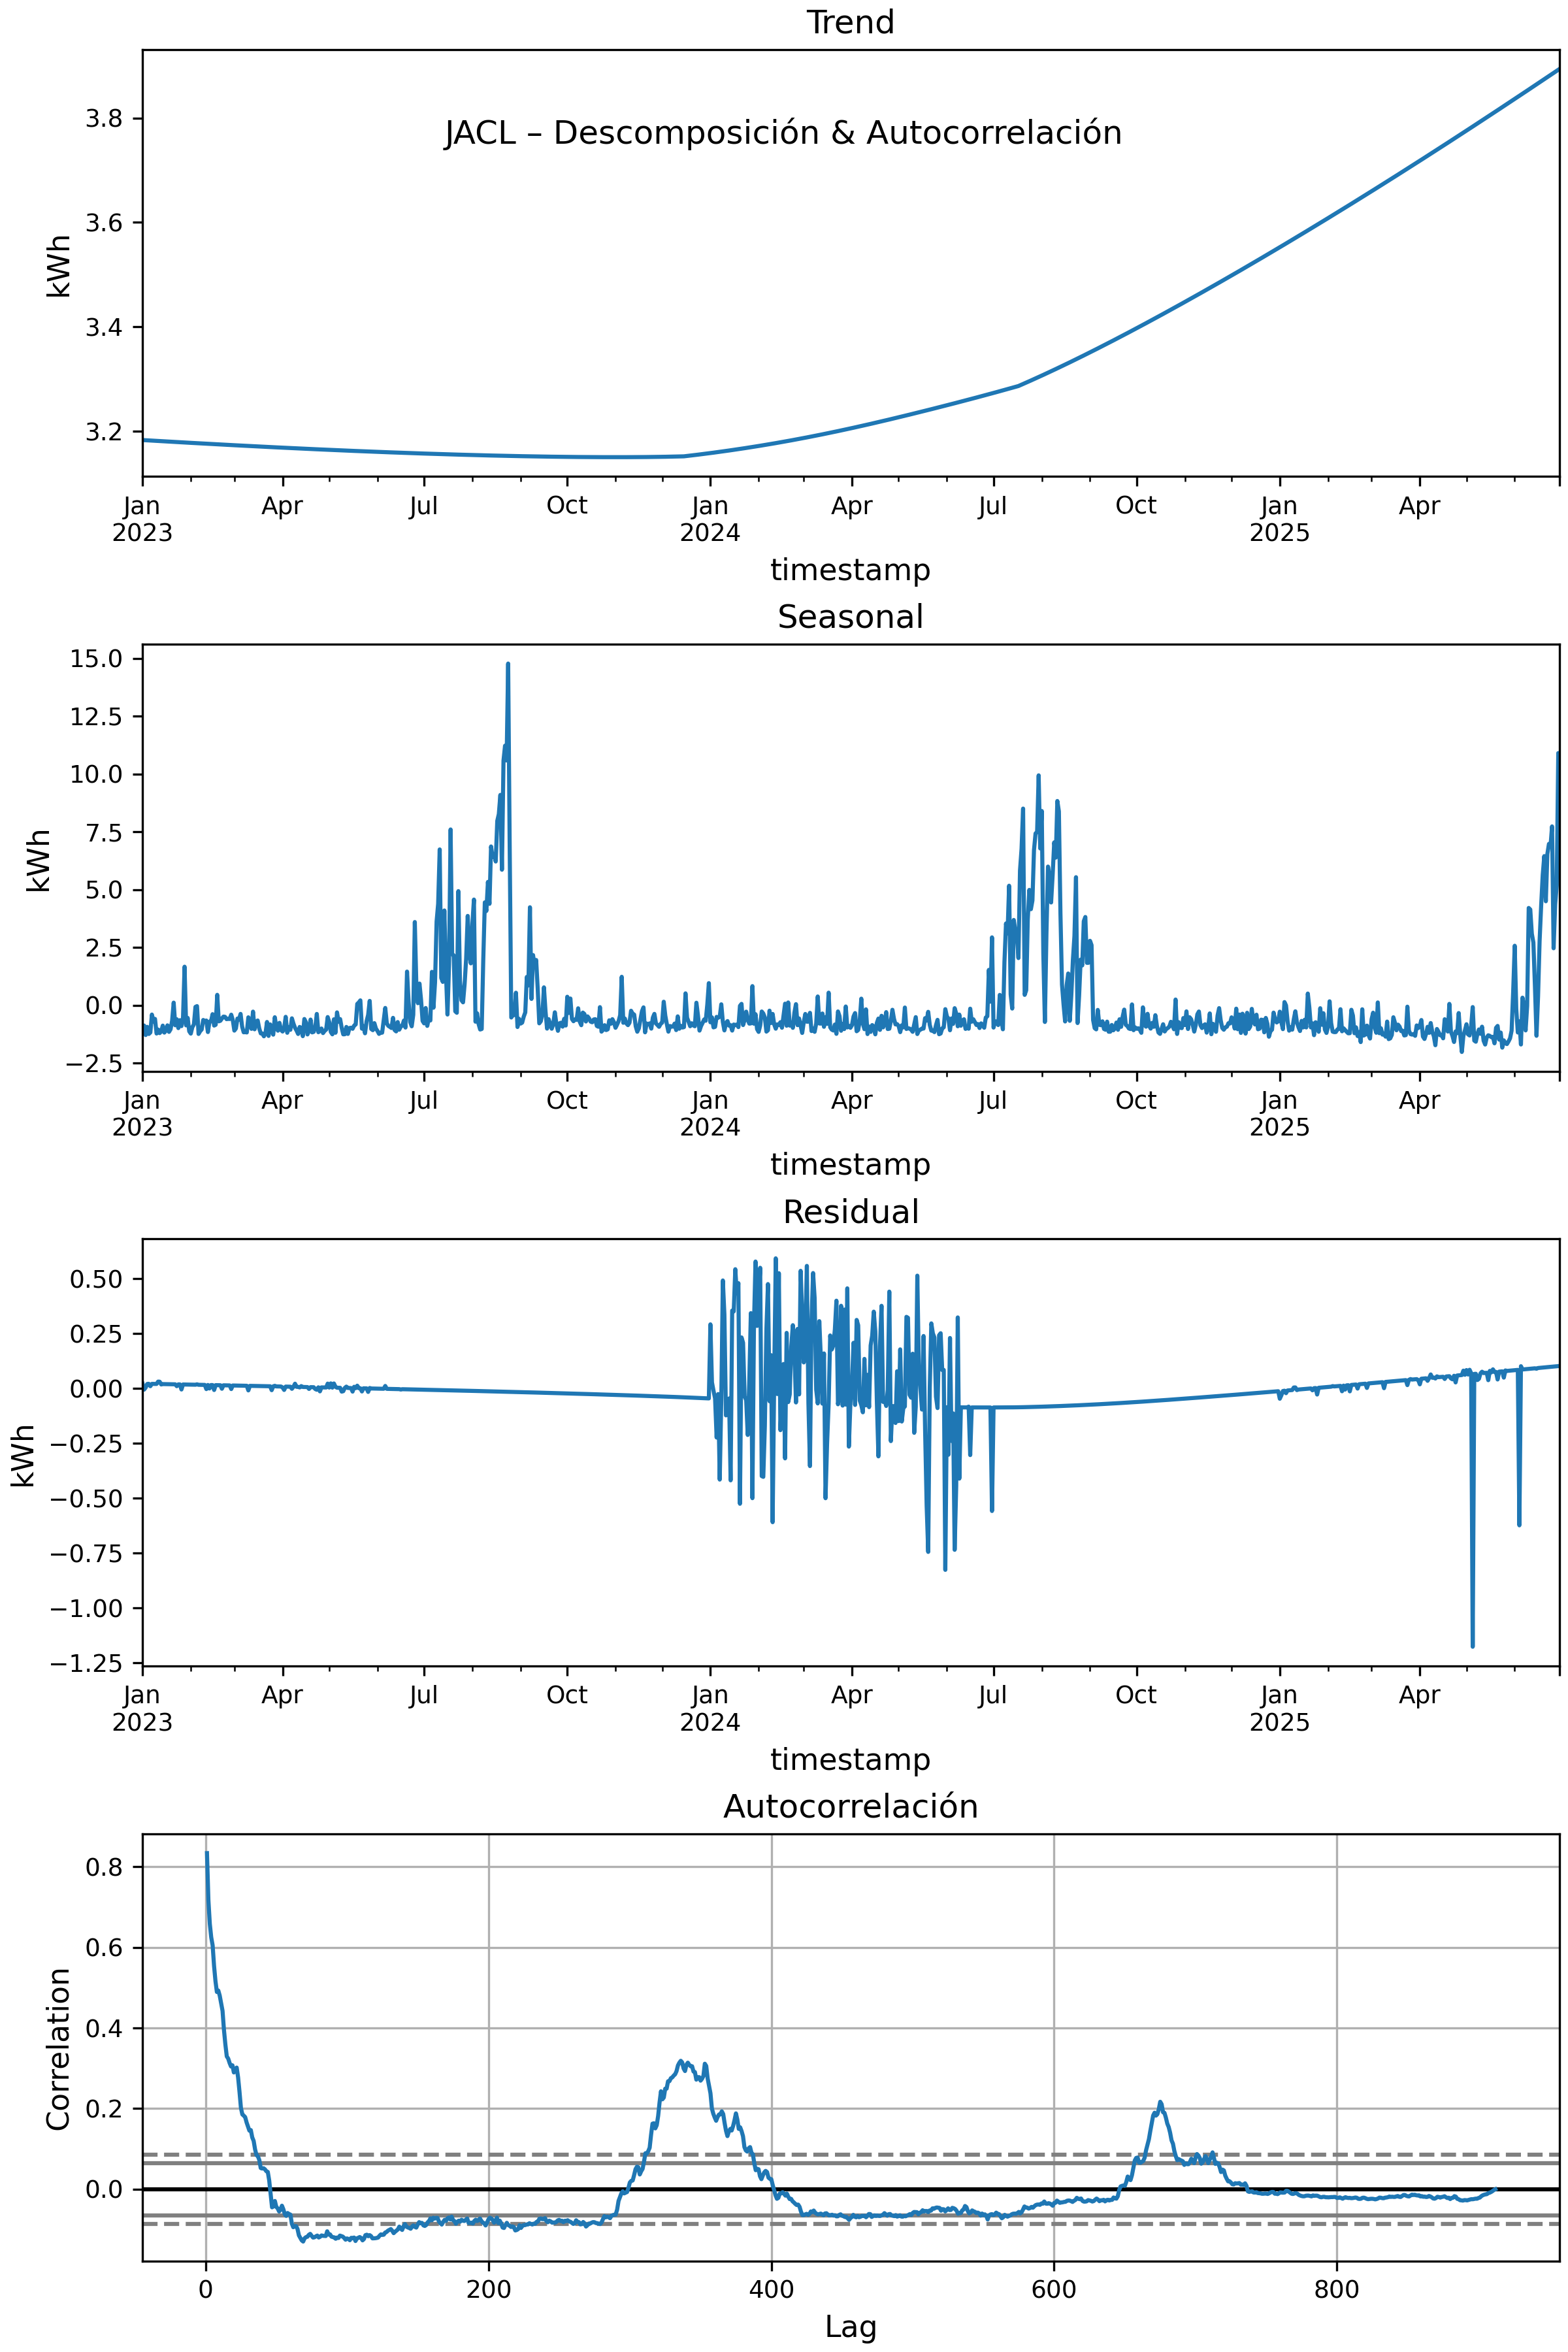 Trend
JACL – Descomposición & Autocorrelación
kWh
3.8
3.6
3.4
3.2
Jan Apr Jul Oct Jan Apr Jul Oct Jan Apr
2023 2024 2025
timestamp
Seasonal
kWh
15.0
12.5
10.0
7.5
5.0
2.5
0.0
−2.5
Jan Apr Jul Oct Jan Apr Jul Oct Jan Apr
2023 2024 2025
timestamp
Residual
kWh
0.50
0.25
0.00
−0.25
−0.50
−0.75
−1.00
−1.25
Jan Apr Jul Oct Jan Apr Jul Oct Jan Apr
2023 2024 2025
timestamp
Autocorrelación
Correlation
0.8
0.6
0.4
0.2
0.0
0 200 400 600 800
Lag